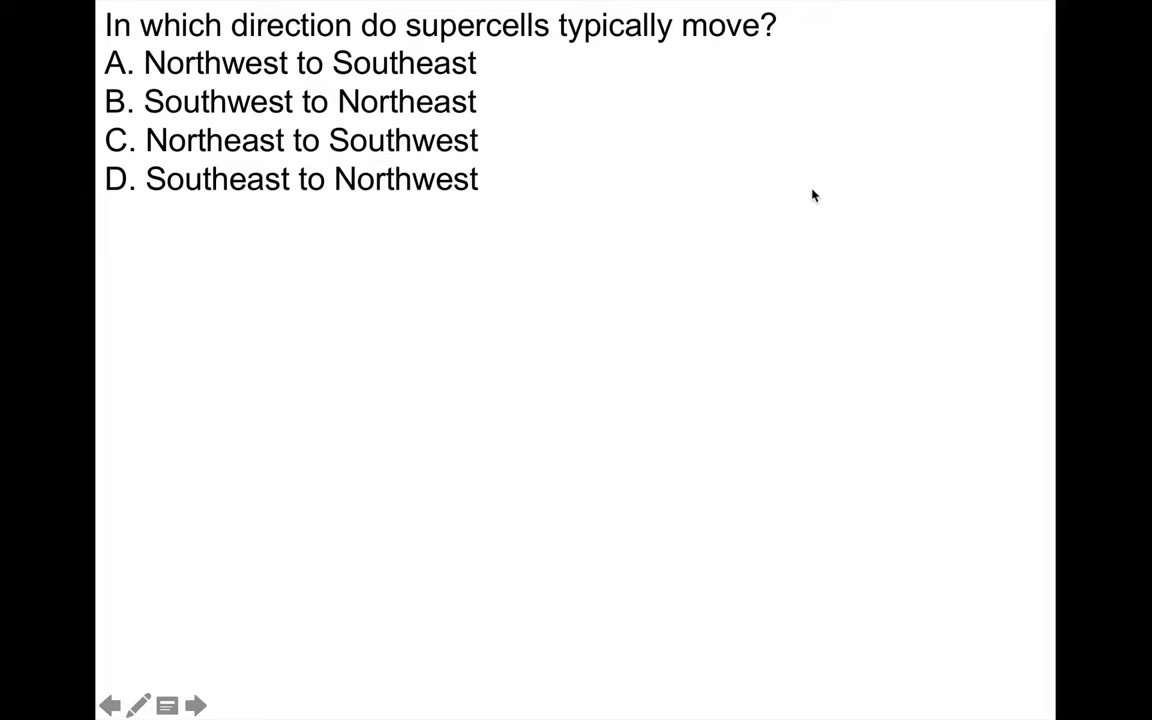 In which direction do supercells typically move?
A. Northwest to Southeast
B. Southwest to Northeast
C. Northeast to Southwest
D. Southeast to Northwest